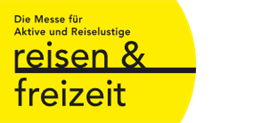 Die Messe für
Aktive und Reiselustige
reisen &
freizeit